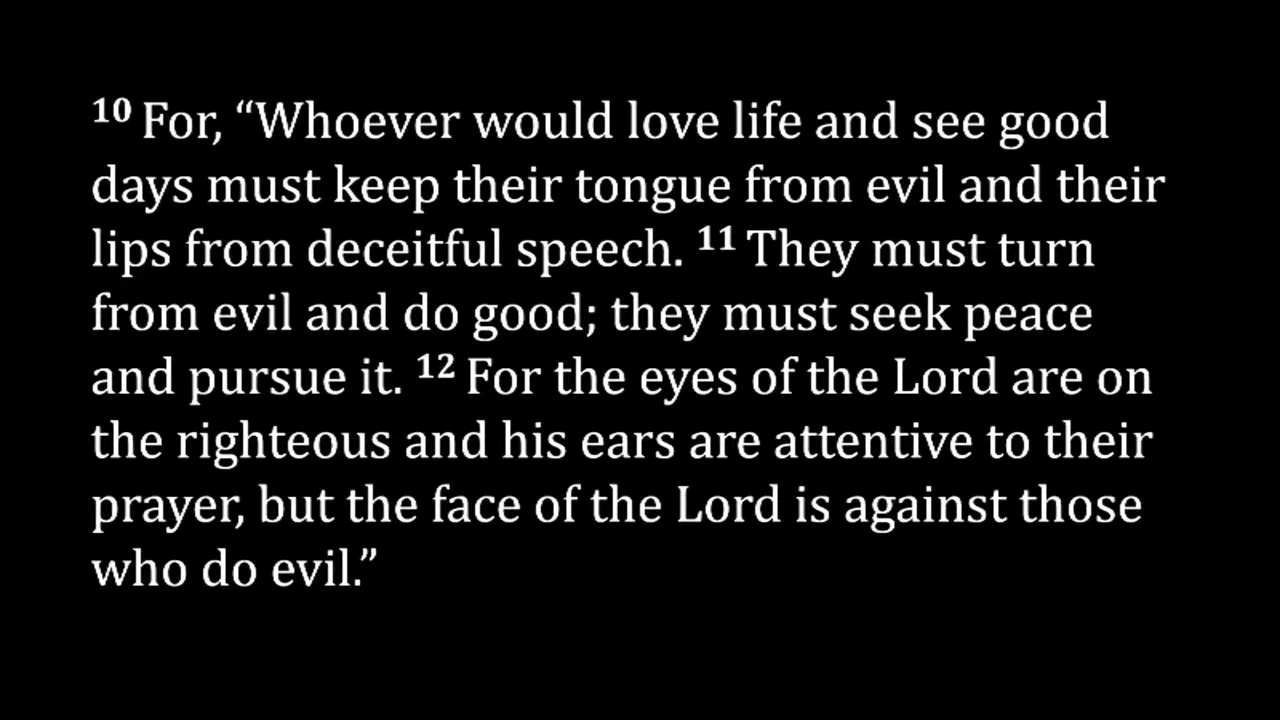 10 For, “Whoever would love life and see good
days must keep their tongue from evil and their
lips from deceitful speech. 11 They must turn
from evil and do good; they must seek peace
and pursue it. 12 For the eyes of the Lord are on
the righteous and his ears are attentive to their
prayer, but the face of the Lord is against those
who do evil.”